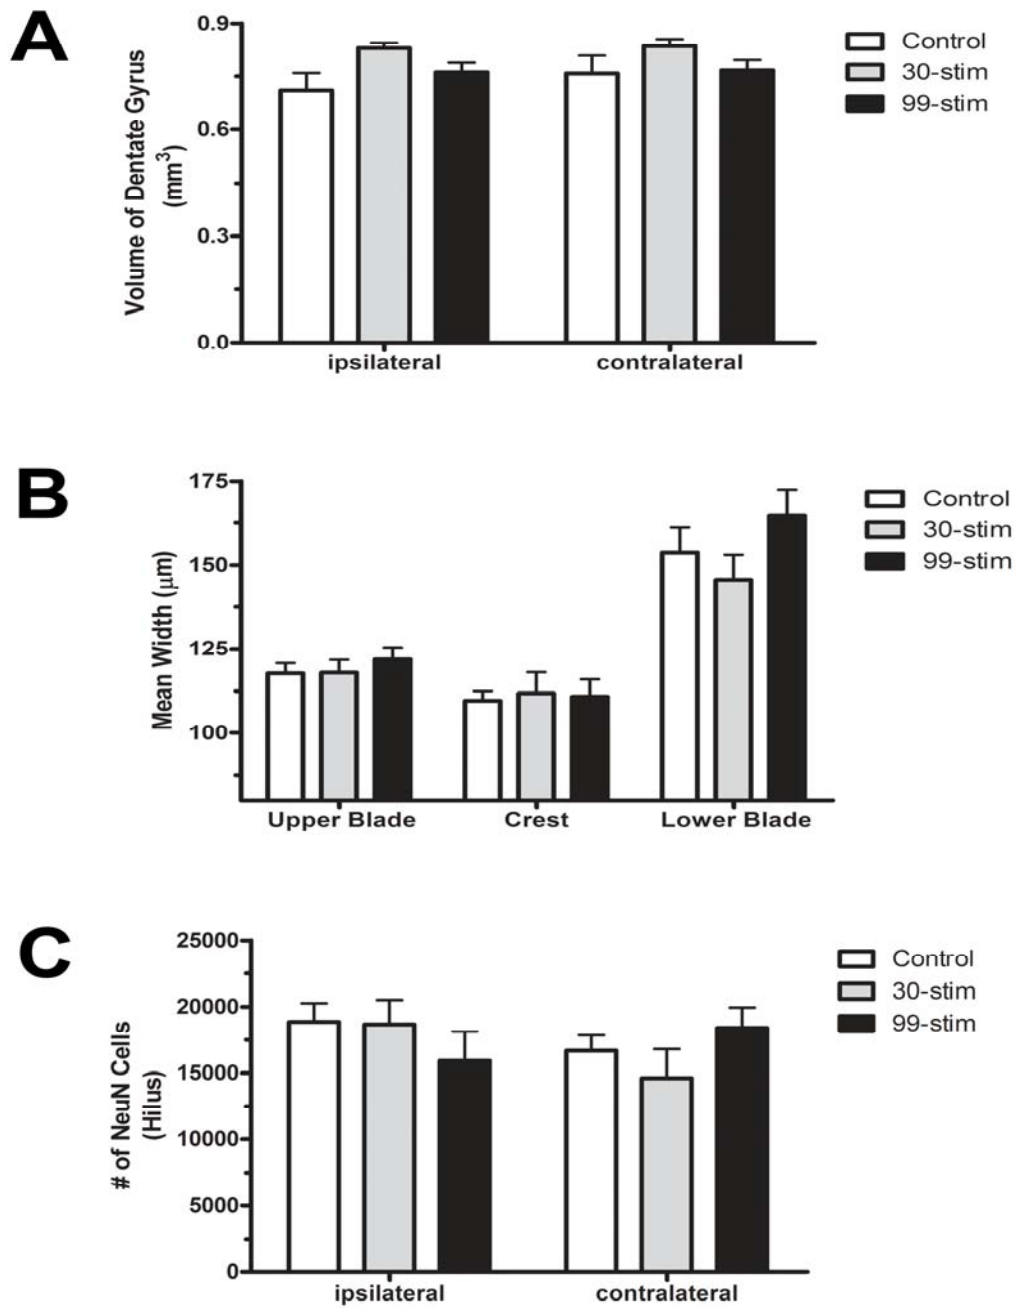 A
Volume of Dentate Gyrus
(mm3)
0.9
0.6
0.3
0.0
ipsilateral
contralateral
Control
30-stim
99-stim
B
Mean Width (μm)
175
150
125
100
Upper Blade
Crest
Lower Blade
Control
30-stim
99-stim
C
# of NeuN Cells
(Hilus)
25000
20000
15000
10000
5000
0
ipsilateral
contralateral
Control
30-stim
99-stim